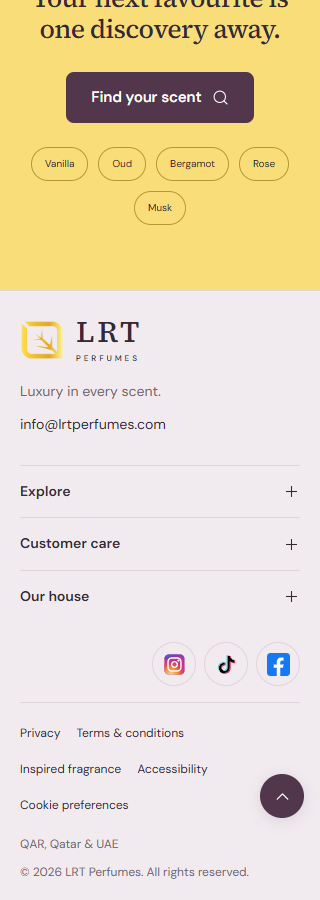 Your next favourite is
one discovery away.
Find your scent
Vanilla Oud Bergamot Rose
Musk
LRT
PERFUMES
Luxury in every scent.
info@lrtperfumes.com
Explore
Customer care
Our house
Privacy Terms & conditions
Inspired fragrance Accessibility
Cookie preferences
QAR, Qatar & UAE
© 2026 LRT Perfumes. All rights reserved.